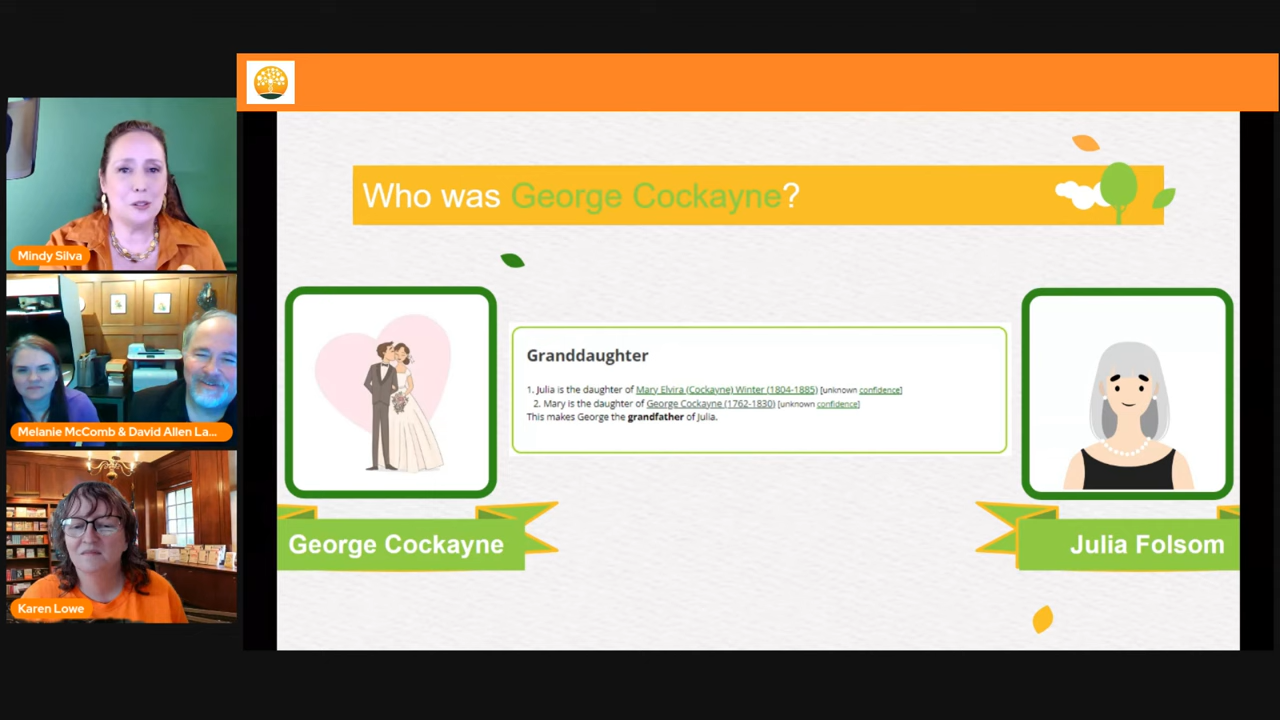 Who was George Cockayne?
Mindy Silva
Granddaughter
1. Julia is the daughter of Mary Elvira (Cockayne) Winter (1804-1885) [unknown confidence]
2. Mary is the daughter of George Cockayne (1762-1830) [unknown confidence]
This makes George the grandfather of Julia.
Melanie McComb & David Allen La...
George Cockayne
Julia Folsom
Karen Lowe